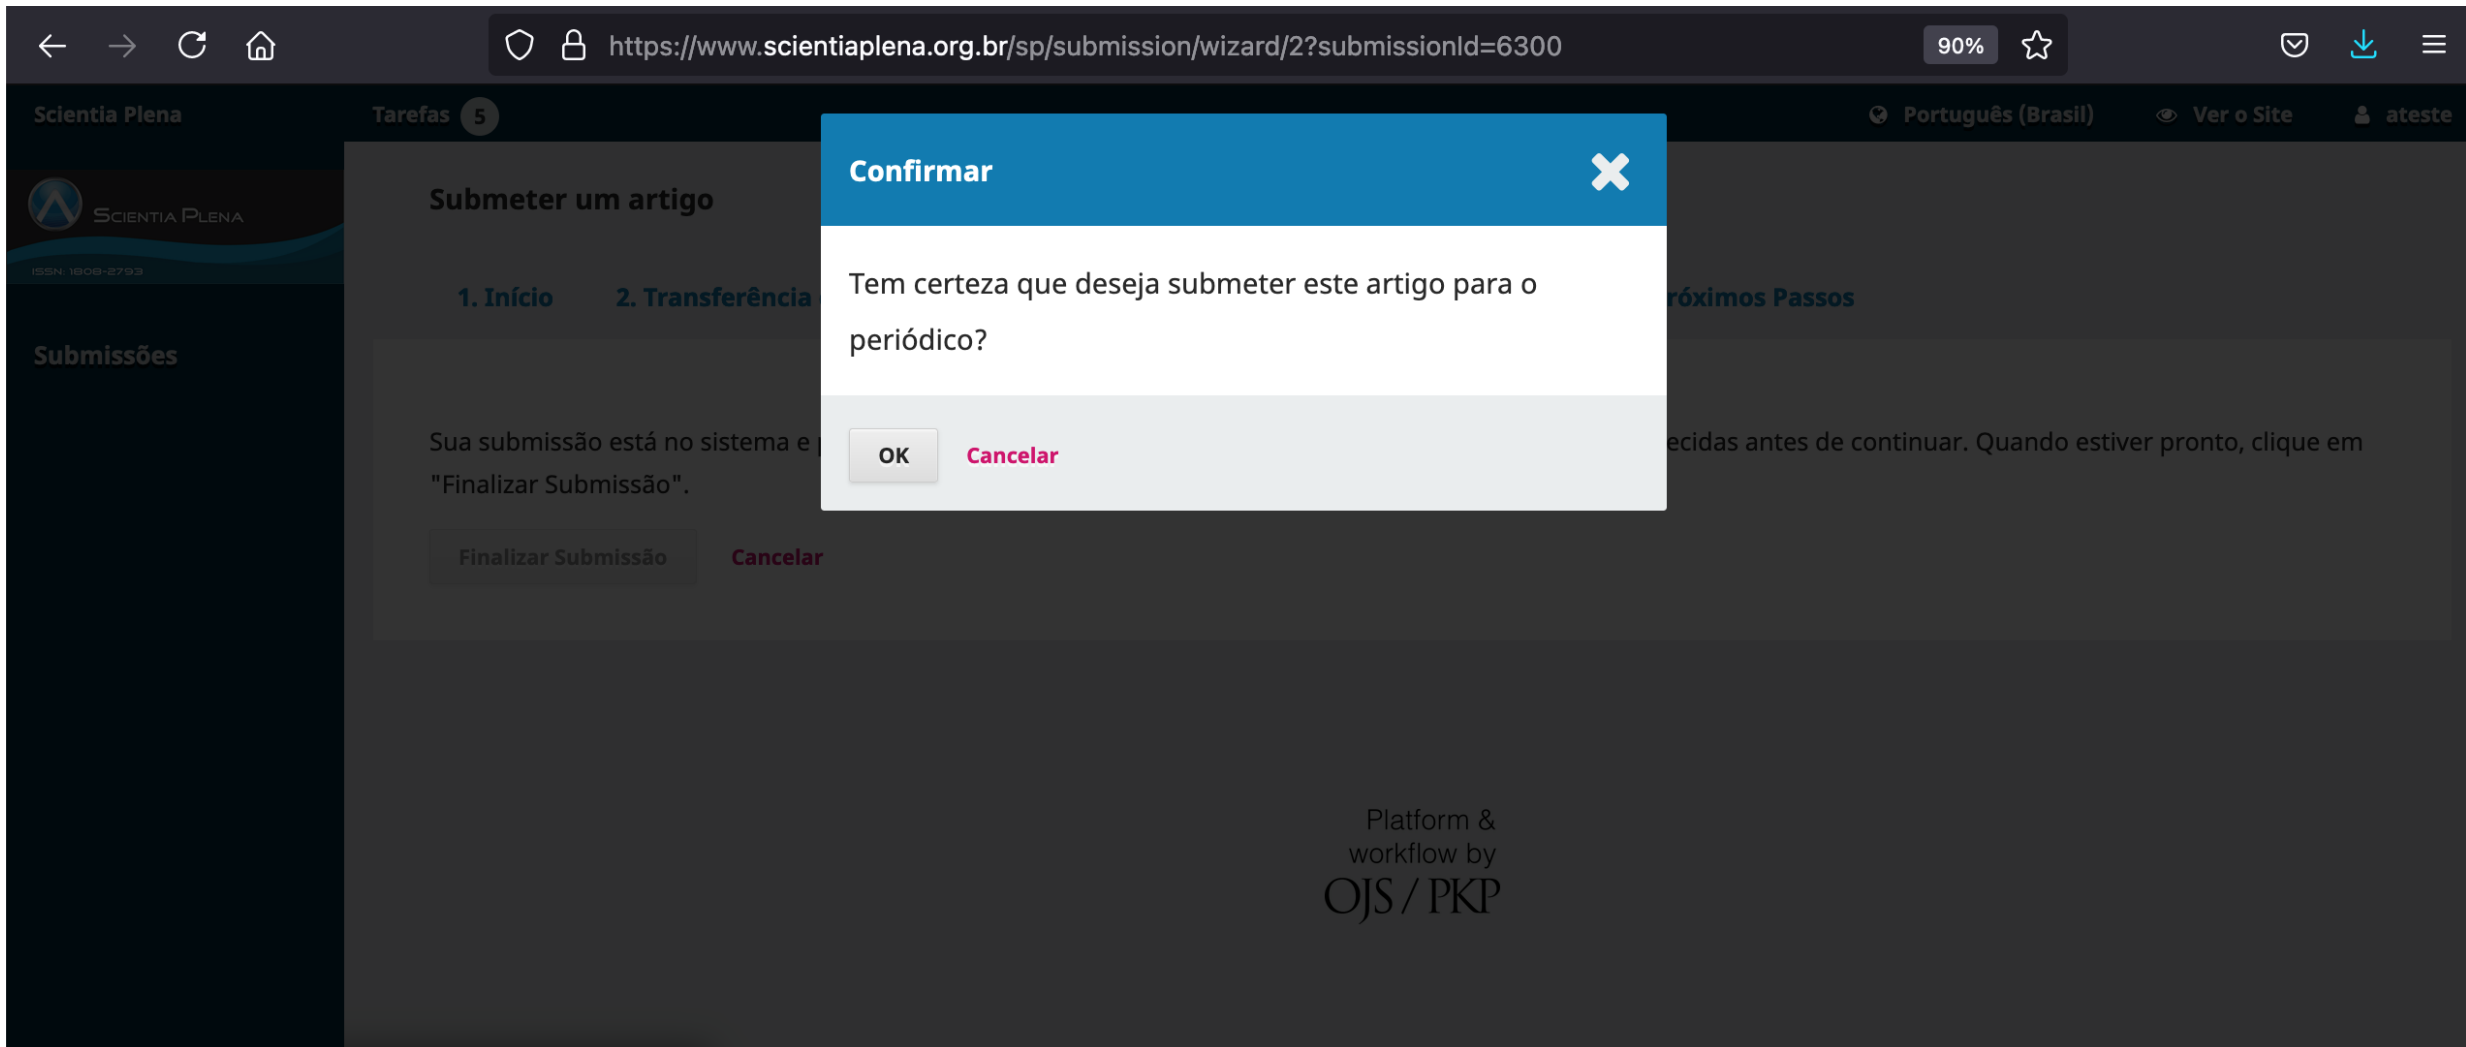 https://www.scientiaplena.org.br/sp/submission/wizard/2?submissionId=6300
90%
Scientia Plena
Tarefas 5
Português (Brasil)
Ver o Site
ateste
SCIENTIA PLENA
ISSN: 1808-2793
Submissões
Submeter um artigo
1. Início
2. Transferência
róximos Passos
Confirmar
Tem certeza que deseja submeter este artigo para o
periódico?
OK
Cancelar
Sua submissão está no sistema e
ecidas antes de continuar. Quando estiver pronto, clique em
"Finalizar Submissão".
Finalizar Submissão
Cancelar
Platform &
workflow by
OJS / PKP